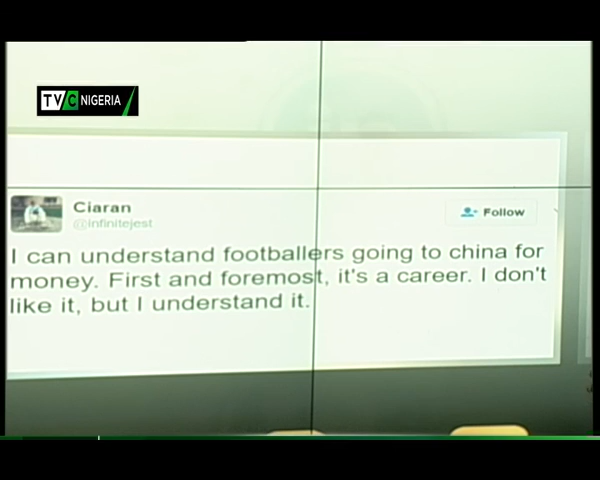 TVC NIGERIA
Ciaran
@infinitejest
Follow
I can understand footballers going to china for
money. First and foremost, it's a career. I don't
like it, but I understand it.